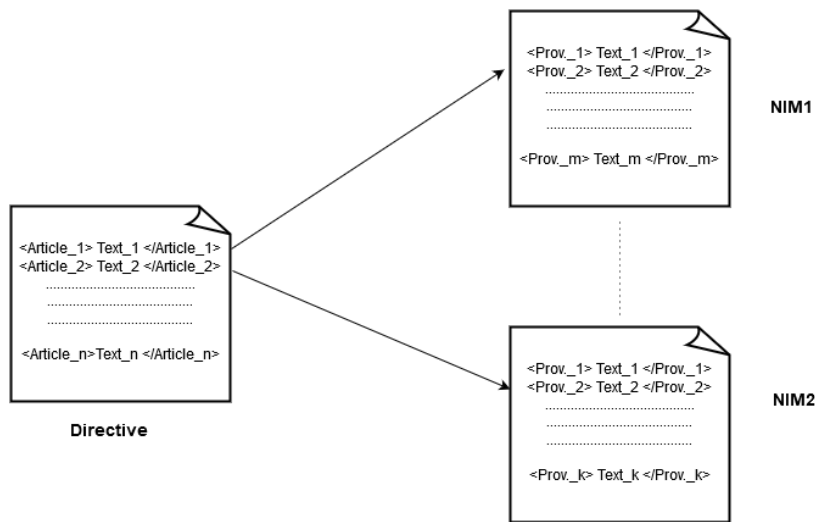 <Prov._1> Text_1 </Prov._1>
<Prov._2> Text_2 </Prov._2>
................................................
................................................
................................................
<Prov._m> Text_m </Prov._m>
NIM1
<Article_1> Text_1 </Article_1>
<Article_2> Text_2 </Article_2>
................................................
................................................
................................................
<Article_n>Text_n </Article_n>
Directive
<Prov._1> Text_1 </Prov._1>
<Prov._2> Text_2 </Prov._2>
................................................
................................................
................................................
<Prov._k> Text_k </Prov._k>
NIM2